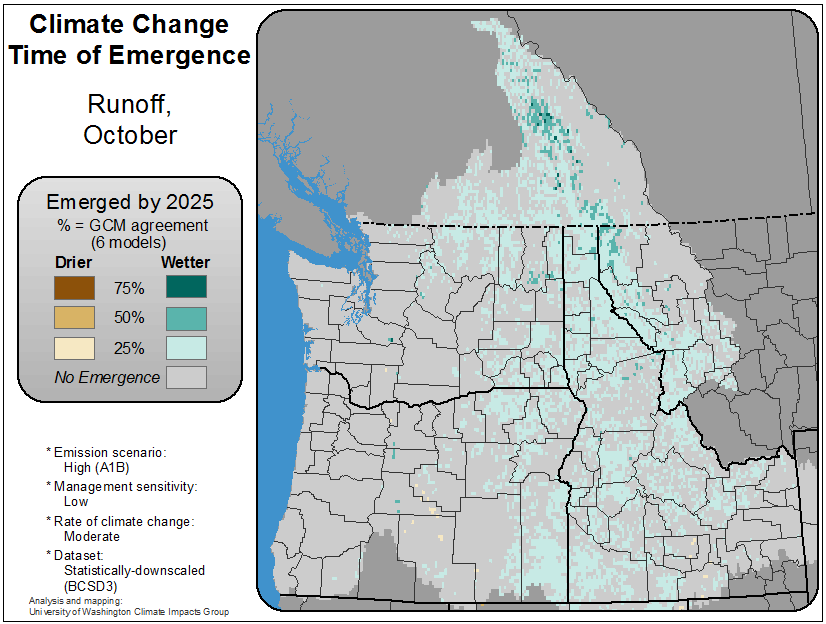 Climate Change
Time of Emergence
Runoff,
October
Emerged by 2025
% = GCM agreement
(6 models)
Drier Wetter
75%
50%
25%
No Emergence
* Emission scenario:
High (A1B)
* Management sensitivity:
Low
* Rate of climate change:
Moderate
* Dataset:
Statistically-downscaled
(BCSD3)
Analysis and mapping:
University of Washington Climate Impacts Group